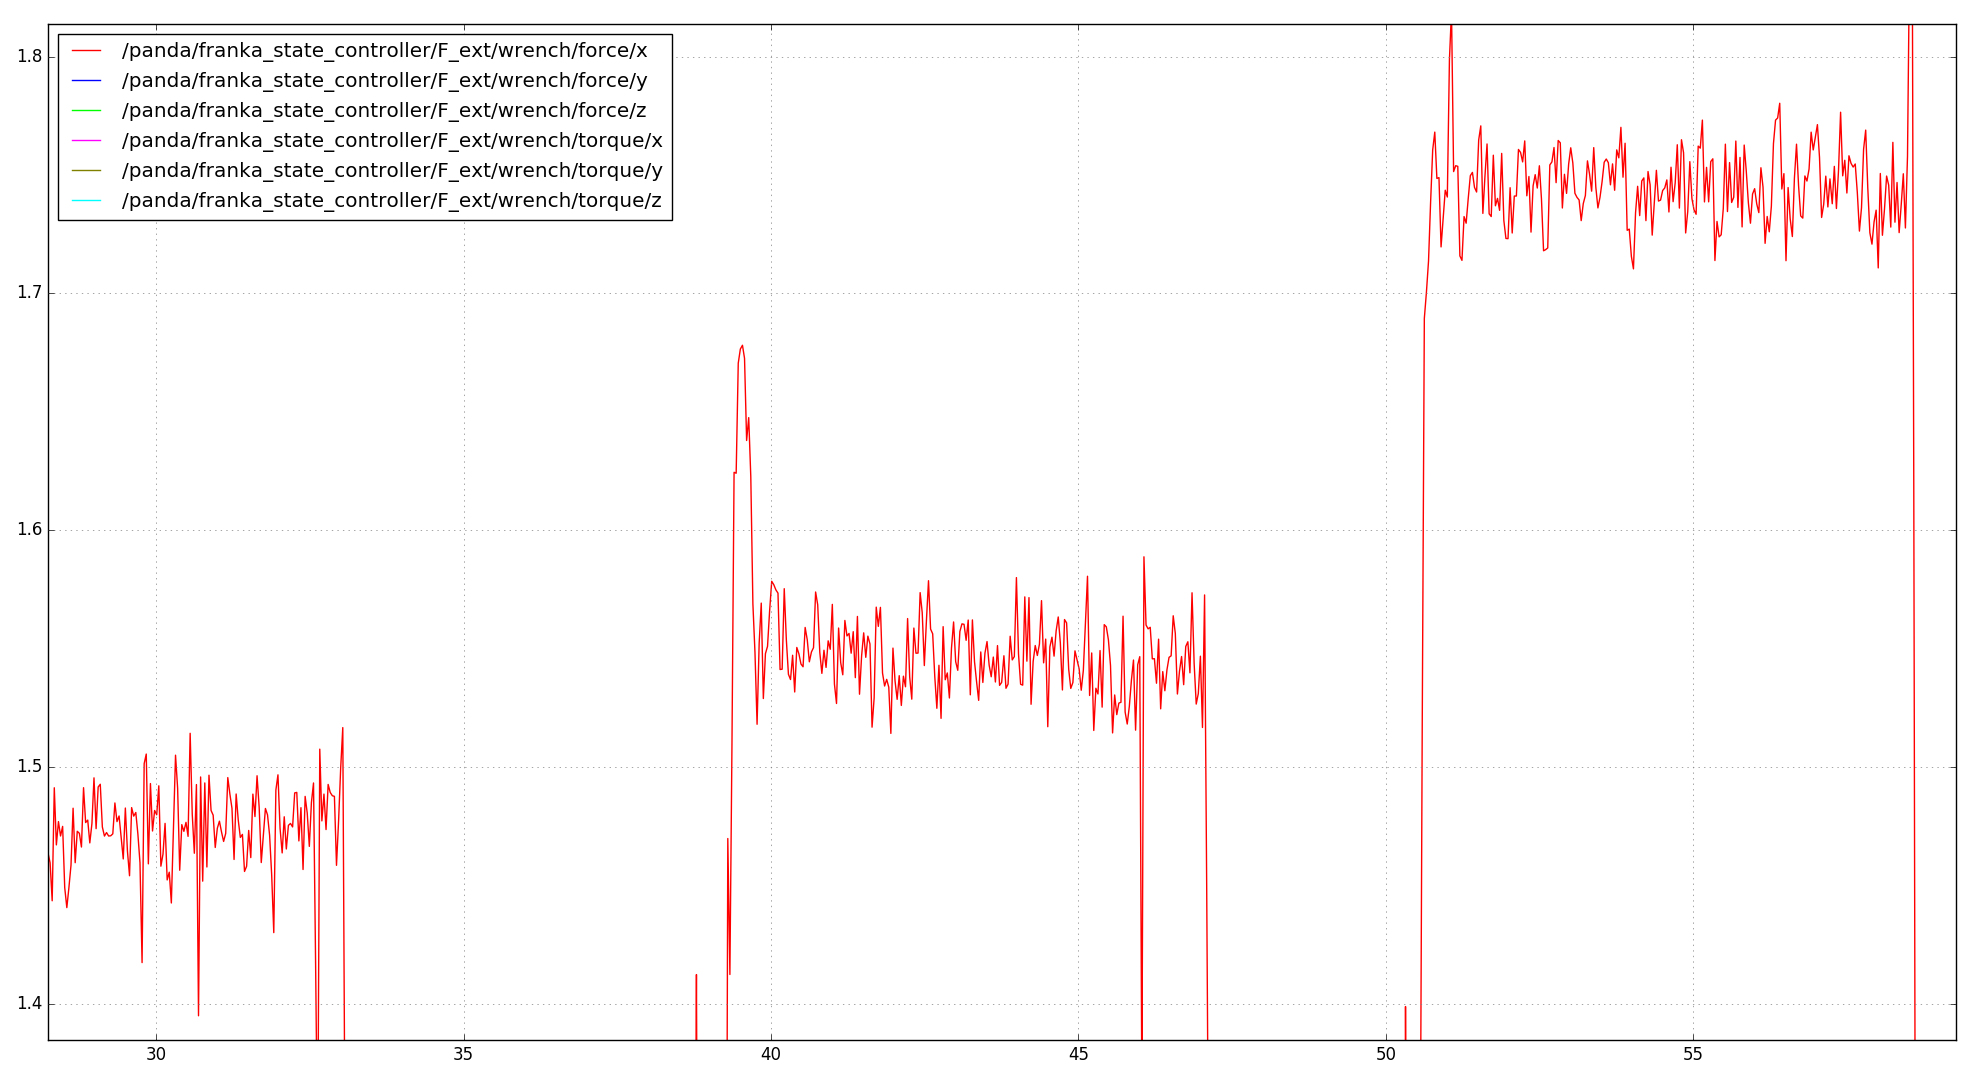 /panda/franka_state_controller/F_ext/wrench/force/x
/panda/franka_state_controller/F_ext/wrench/force/y
/panda/franka_state_controller/F_ext/wrench/force/z
/panda/franka_state_controller/F_ext/wrench/torque/x
/panda/franka_state_controller/F_ext/wrench/torque/y
/panda/franka_state_controller/F_ext/wrench/torque/z
1.8
1.7
1.6
1.5
1.4
30 35 40 45 50 55